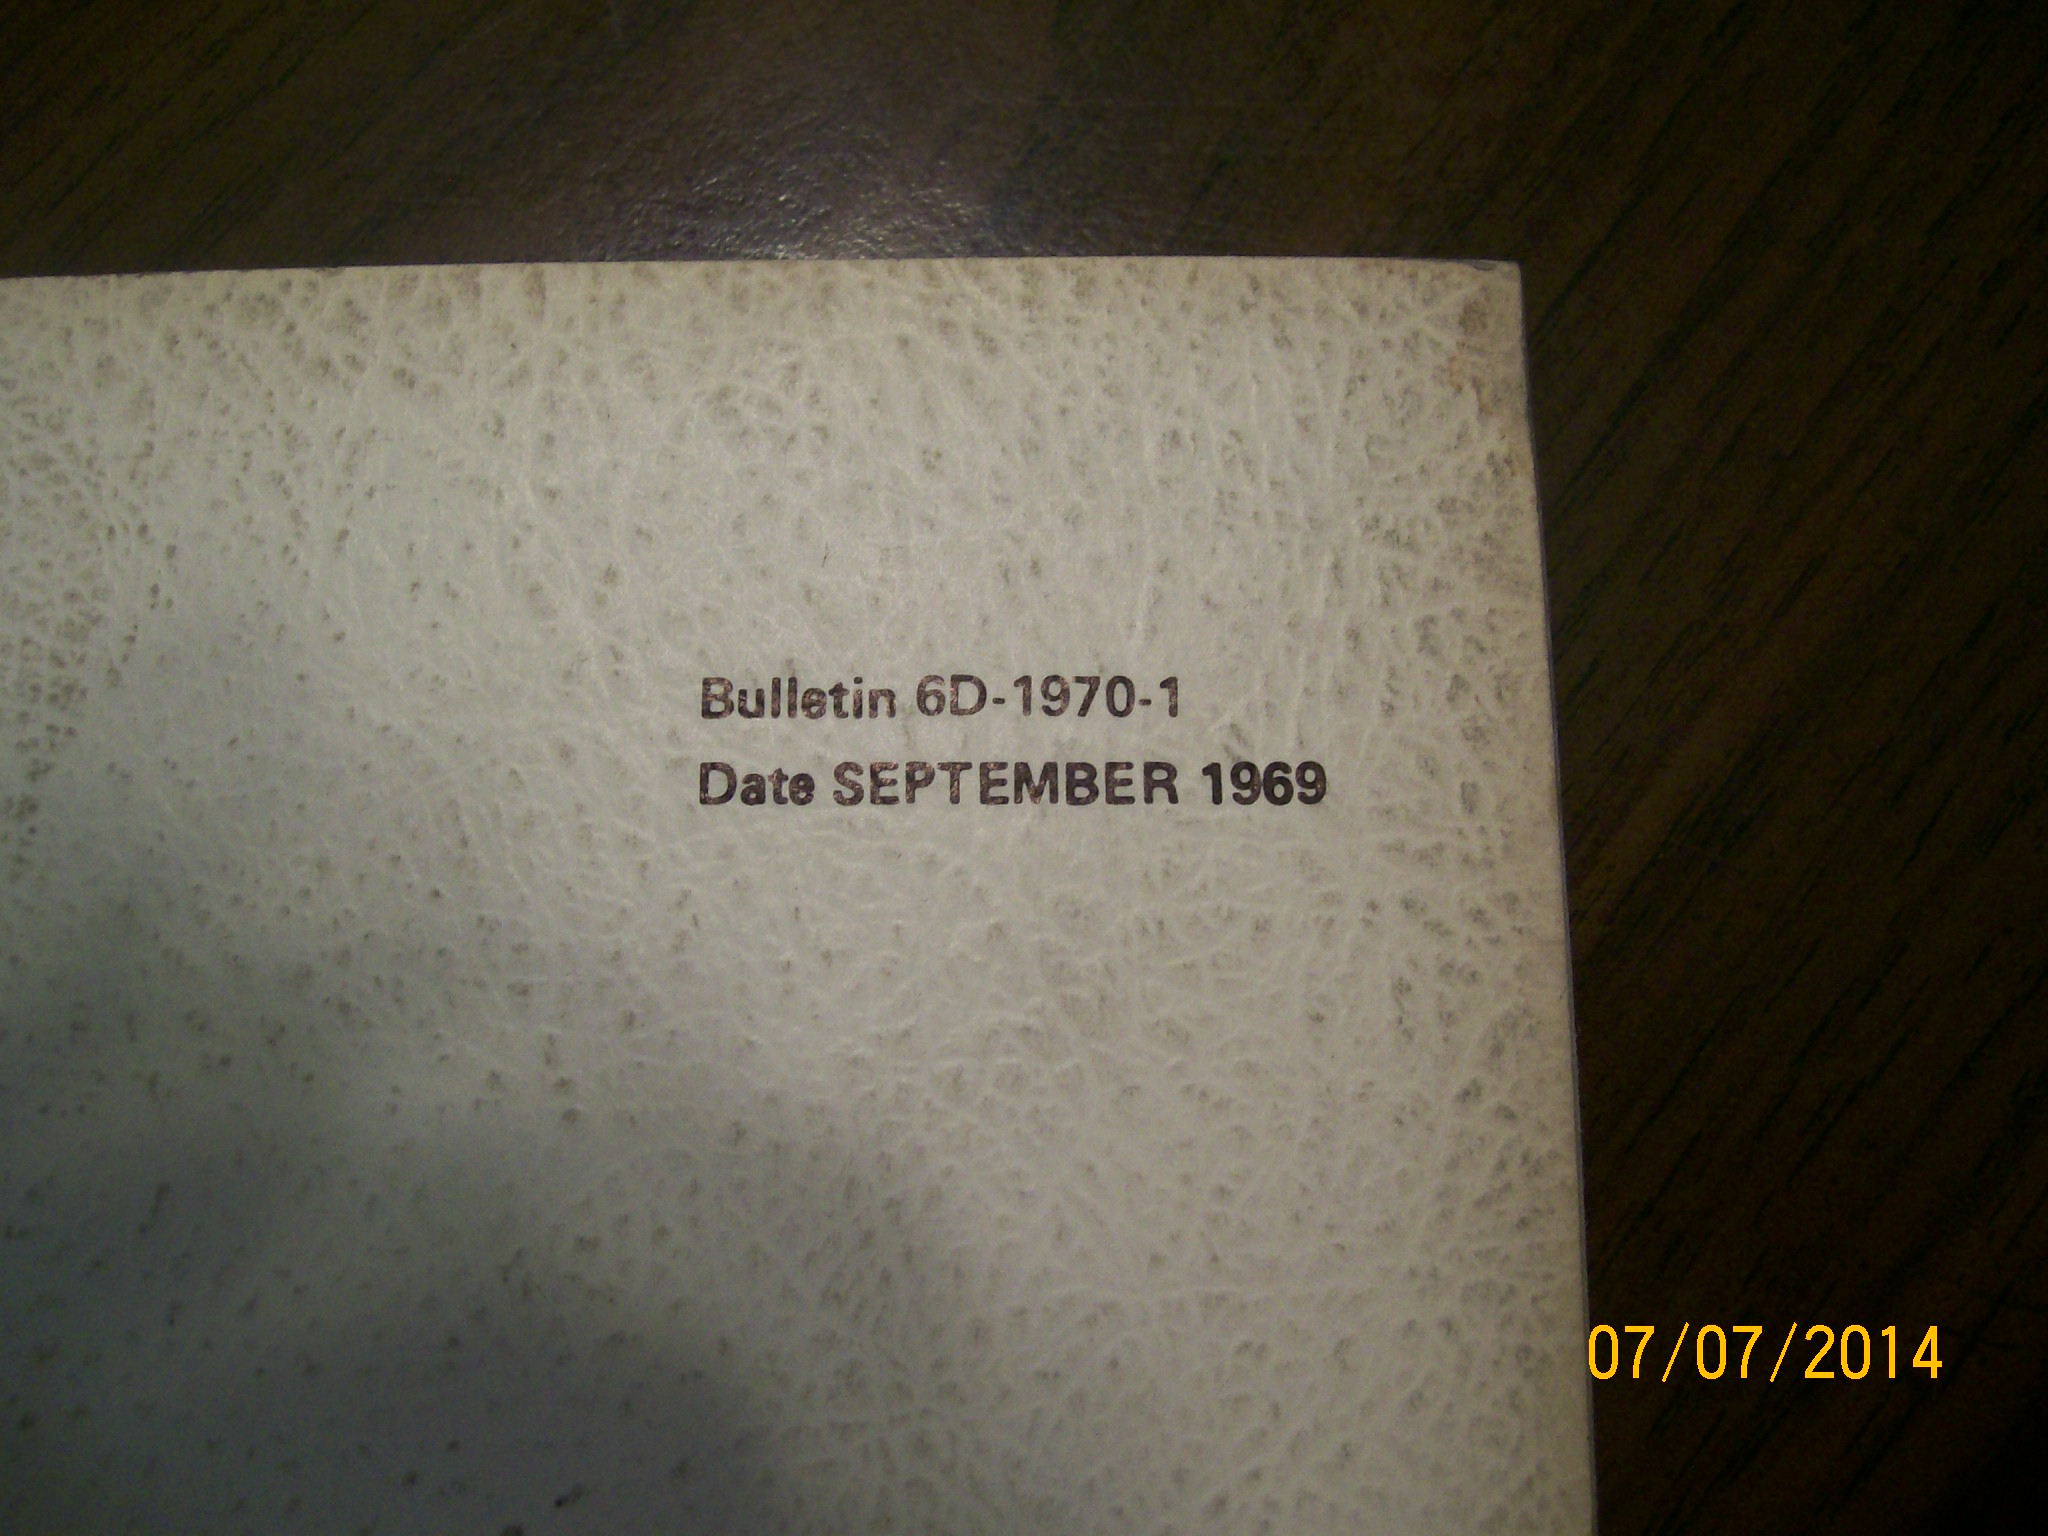 Bulletin 6D-1970-1
Date SEPTEMBER 1969
07/07/2014